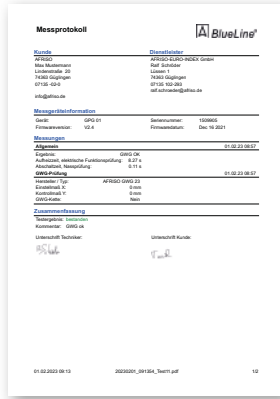 Messprotokoll
BlueLine®
Kunde Dienstleister
AFRISO AFRISO-EURO-INDEX GmbH
Max Mustermann Ralf Schröder
Lindenstraße 20 Lüssen 1
74363 Güglingen 74363 Güglingen
07135 -02-0 07135 102-293
ralf.schroeder@afriso.de
info@afriso.de
Messgeräteinformation
Gerät: GPG 01 Seriennummer: 1509905
Firmwareversion: V2.4 Firmwaredatum: Dec 16 2021
Messungen
Allgemein 01.02.23 08:57
Ergebnis: GWG OK
Aufheizzeit, elektrische Funktionsprüfung: 8.27 s
Abschaltzeit, Nassprüfung: 0.11 s
GWG-Prüfung 01.02.23 08:57
Hersteller / Typ: AFRISO GWG 23
Einstellmaß X: 0 mm
Kontrollmaß Y: 0 mm
GWG-Kette: Nein
Zusammenfassung
Testergebnis: bestanden
Kommentar: GWG ok
Unterschrift Techniker: Unterschrift Kunde:
01.02.2023 09:13 20230201_091354_Test11.pdf 1/2